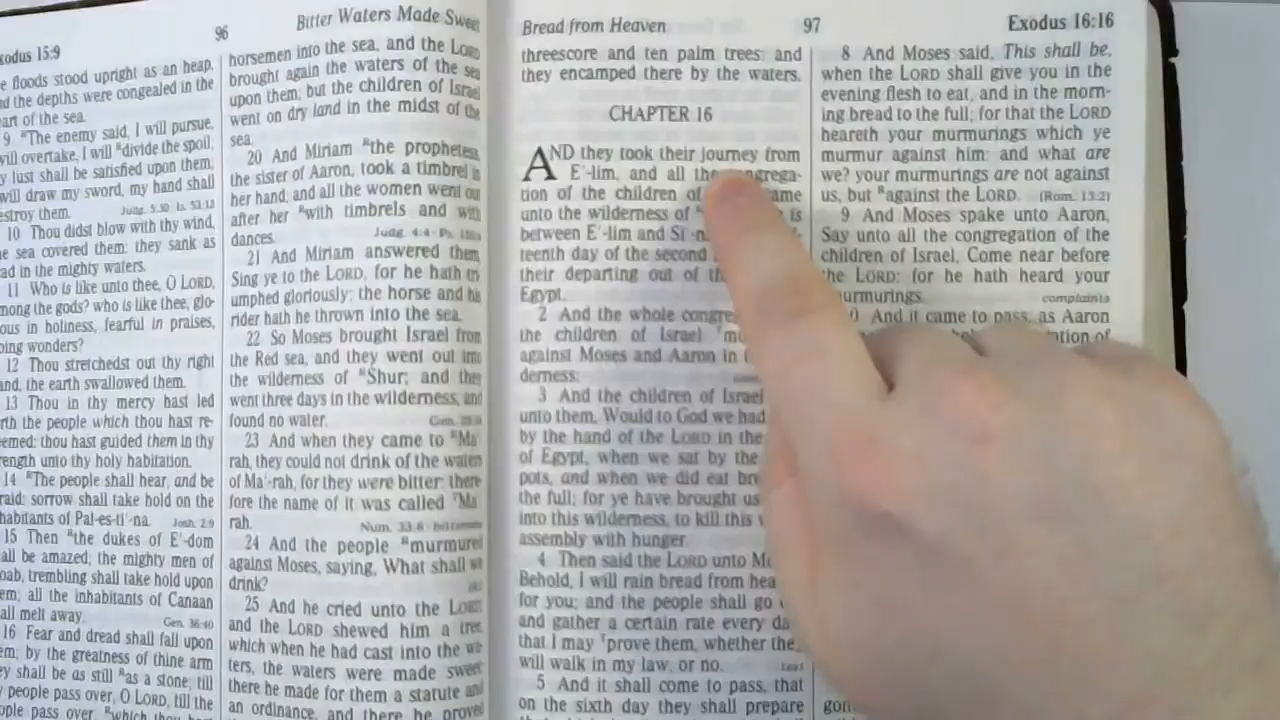 96
Bitter Waters Made Sweet
Exodus 15:9
floods stood upright as an heap,
the depths were congealed in the
of the sea.
9 "The enemy said, I will pursue,
overtake, I will "divide the spoil;
lust shall be satisfied upon them;
will draw my sword, my hand shall
destroy them. Judg. 5:30 Is. 53:12
10 Thou didst blow with thy wind,
sea covered them: they sank as
in the mighty waters.
11 Who is like unto thee, O LORD,
among the gods? who is like thee, glo-
ous in holiness, fearful in praises,
doing wonders?
12 Thou stretchedst out thy right
the earth swallowed them.
13 Thou in thy mercy hast led
the people which thou hast re-
thou hast guided them in thy
unto thy holy habitation.
14 "The people shall hear, and be
sorrow shall take hold on the
habitants of Pal-es-ti'-na. Josh. 2:9
15 Then "the dukes of E'-dom
be amazed; the mighty men of
trembling shall take hold upon
all the inhabitants of Canaan
melt away. Gen. 36:40
16 Fear and dread shall fall upon
by the greatness of thine arm
shall be as still "as a stone; till
people pass over, O LORD, till the
people pass over, "which thou
horsemen into the sea, and the LORD
brought again the waters of the sea
upon them; but the children of Israel
went on dry land in the midst of the
sea.
20 And Miriam "the prophetess,
the sister of Aaron, took a timbrel in
her hand; and all the women went out
after her "with timbrels and with
dances. Judg. 4:4
21 And Miriam answered them,
Sing ye to the LORD, for he hath
umphed gloriously; the horse and his
rider hath he thrown into the sea.
22 So Moses brought Israel from
the Red sea, and they went out into
the wilderness of "Shur; and they
went three days in the wilderness, and
found no water. Gen.
23 And when they came to "Ma
rah, they could not drink of the waters
of Ma'-rah, for they were bitter: there
fore the name of it was called "Ma
rah. Num. 33:8
24 And the people "murmured
against Moses, saying, What shall
drink?
25 And he cried unto the LORD;
and the LORD shewed him a tree,
which when he had cast into the wa
ters, the waters were made sweet:
there he made for them a statute and
an ordinance, and there he proved
Bread from Heaven
97
Exodus 16:16
threescore and ten palm trees: and
they encamped there by the waters.
CHAPTER 16
AND they took their journey from
E'-lim, and all the congrega-
tion of the children of
unto the wilderness of is
between E'-lim and
teenth day of the second
their departing out of
Egypt.
2 And the whole
the children of Israel
against Moses and Aaron in
derness:
3 And the children of Israel
unto them, Would to God we had
by the hand of the LORD in the
of Egypt, when we sat by the
pots, and when we did eat
the full; for ye have brought us
into this wilderness, to kill this
assembly with hunger.
4 Then said the LORD unto
Behold, I will rain bread from
for you; and the people shall go
and gather a certain rate every
that I may "prove them, whether
will walk in my law, or no. test
5 And it shall come to pass, that
on the sixth day they shall prepare
8 And Moses said, This shall be,
when the LORD shall give you in the
evening flesh to eat, and in the morn-
ing bread to the full; for that the LORD
heareth your murmurings which ye
murmur against him: and what are
we? your murmurings are not against
us, but "against the LORD. (Rom. 13:2)
9 And Moses spake unto Aaron,
Say unto all the congregation of the
children of Israel, Come near before
the LORD: for he hath heard your
murmurings. complaints
And it came to pass, as Aaron
of